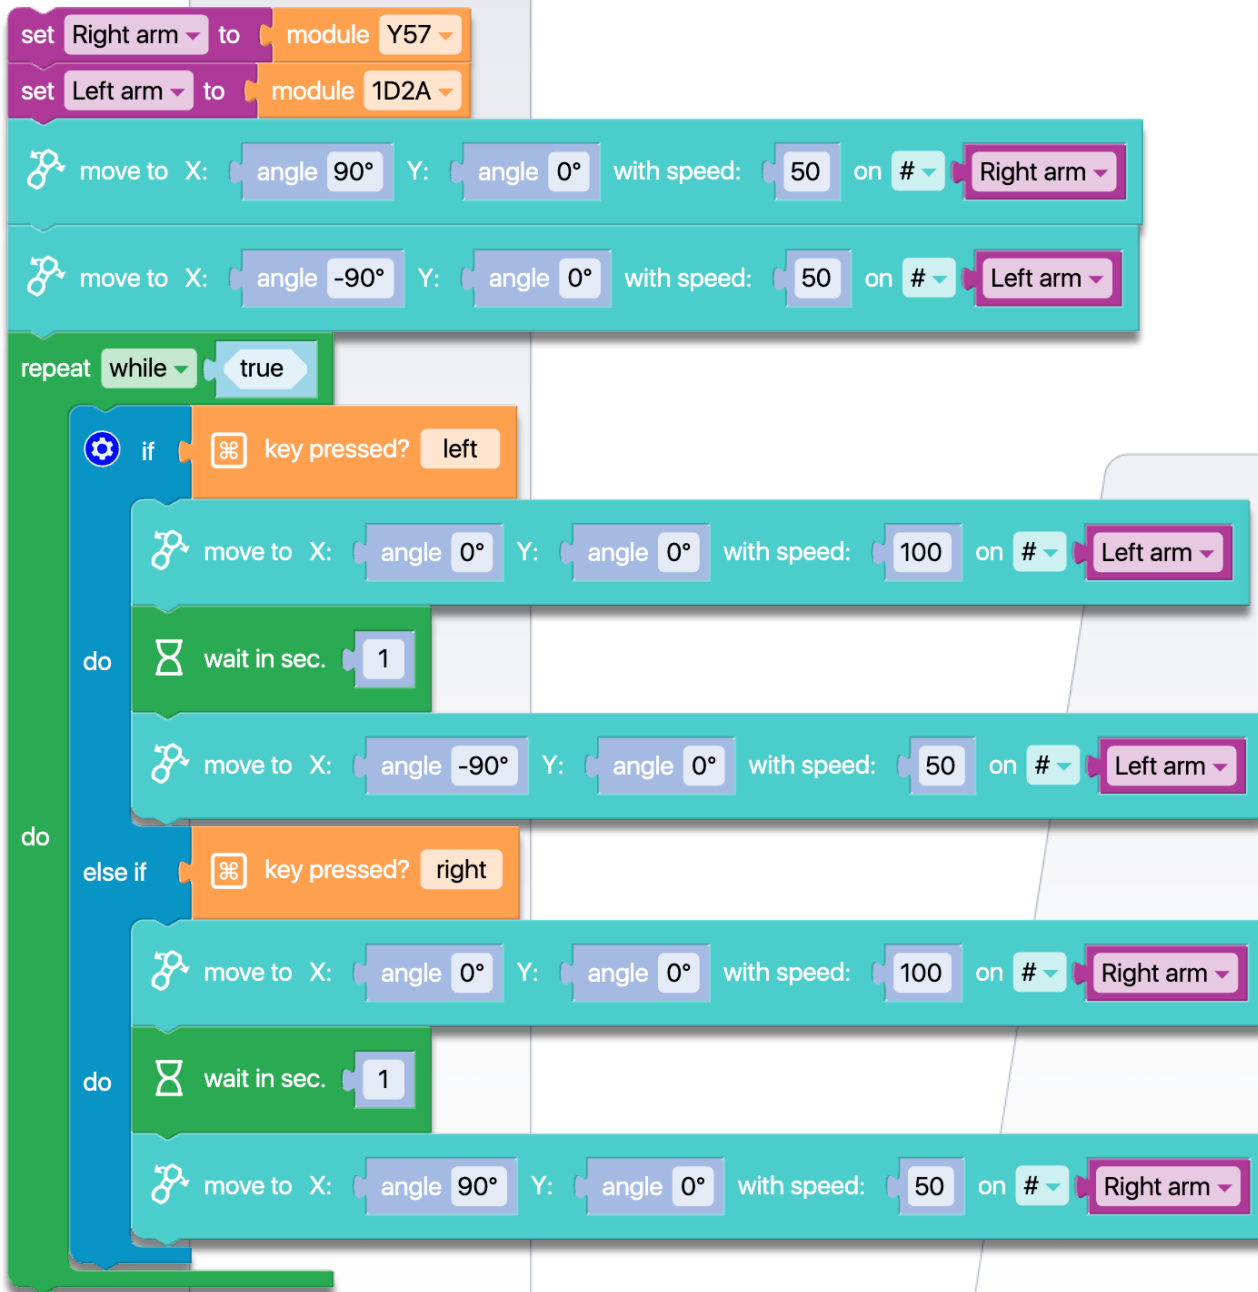 set Right arm to module Y57
set Left arm to module 1D2A
move to X: angle 90° Y: angle 0° with speed: 50 on # Right arm
move to X: angle -90° Y: angle 0° with speed: 50 on # Left arm
repeat while true
if ⌘ key pressed? left
move to X: angle 0° Y: angle 0° with speed: 100 on # Left arm
do wait in sec. 1
move to X: angle -90° Y: angle 0° with speed: 50 on # Left arm
do
else if ⌘ key pressed? right
move to X: angle 0° Y: angle 0° with speed: 100 on # Right arm
do wait in sec. 1
move to X: angle 90° Y: angle 0° with speed: 50 on # Right arm